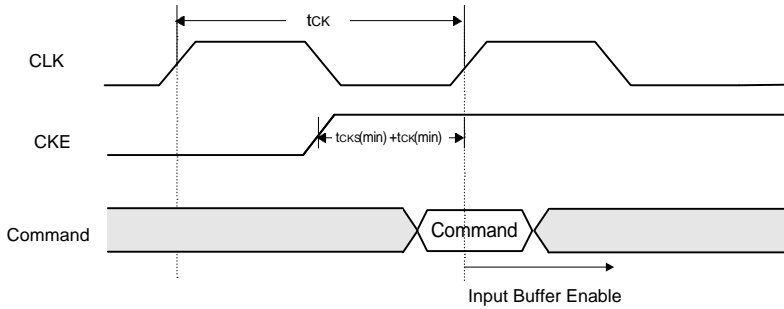 tCK
CLK
CKE
tCKS(min) +tCK(min)
Command
Command
Input Buffer Enable